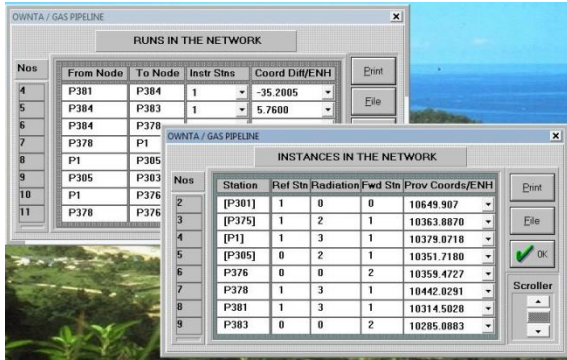 OWNTA / GAS PIPELINE
RUNS IN THE NETWORK
Nos From Node To Node Instr Stns Coord Diff/ENH
4 P381 P384 1 -35.2005
5 P384 P383 1 5.7600
6 P384 P378
7 P378 P1
8 P1 P305
9 P305 P303
10 P1 P376
11 P378 P376
Print
File
OWNTA / GAS PIPELINE
INSTANCES IN THE NETWORK
Nos Station Ref Stn Radiation Fwd Stn Prov Coords/ENH
2 [P301] 1 0 0 10649.907
3 [P375] 1 2 1 10363.8870
4 [P1] 1 3 1 10379.0718
5 [P305] 0 2 1 10351.7180
6 P376 0 0 2 10359.4727
7 P378 1 3 1 10442.0291
8 P381 1 3 1 10314.5028
9 P383 0 0 2 10285.0883
Print
File
OK
Scroller